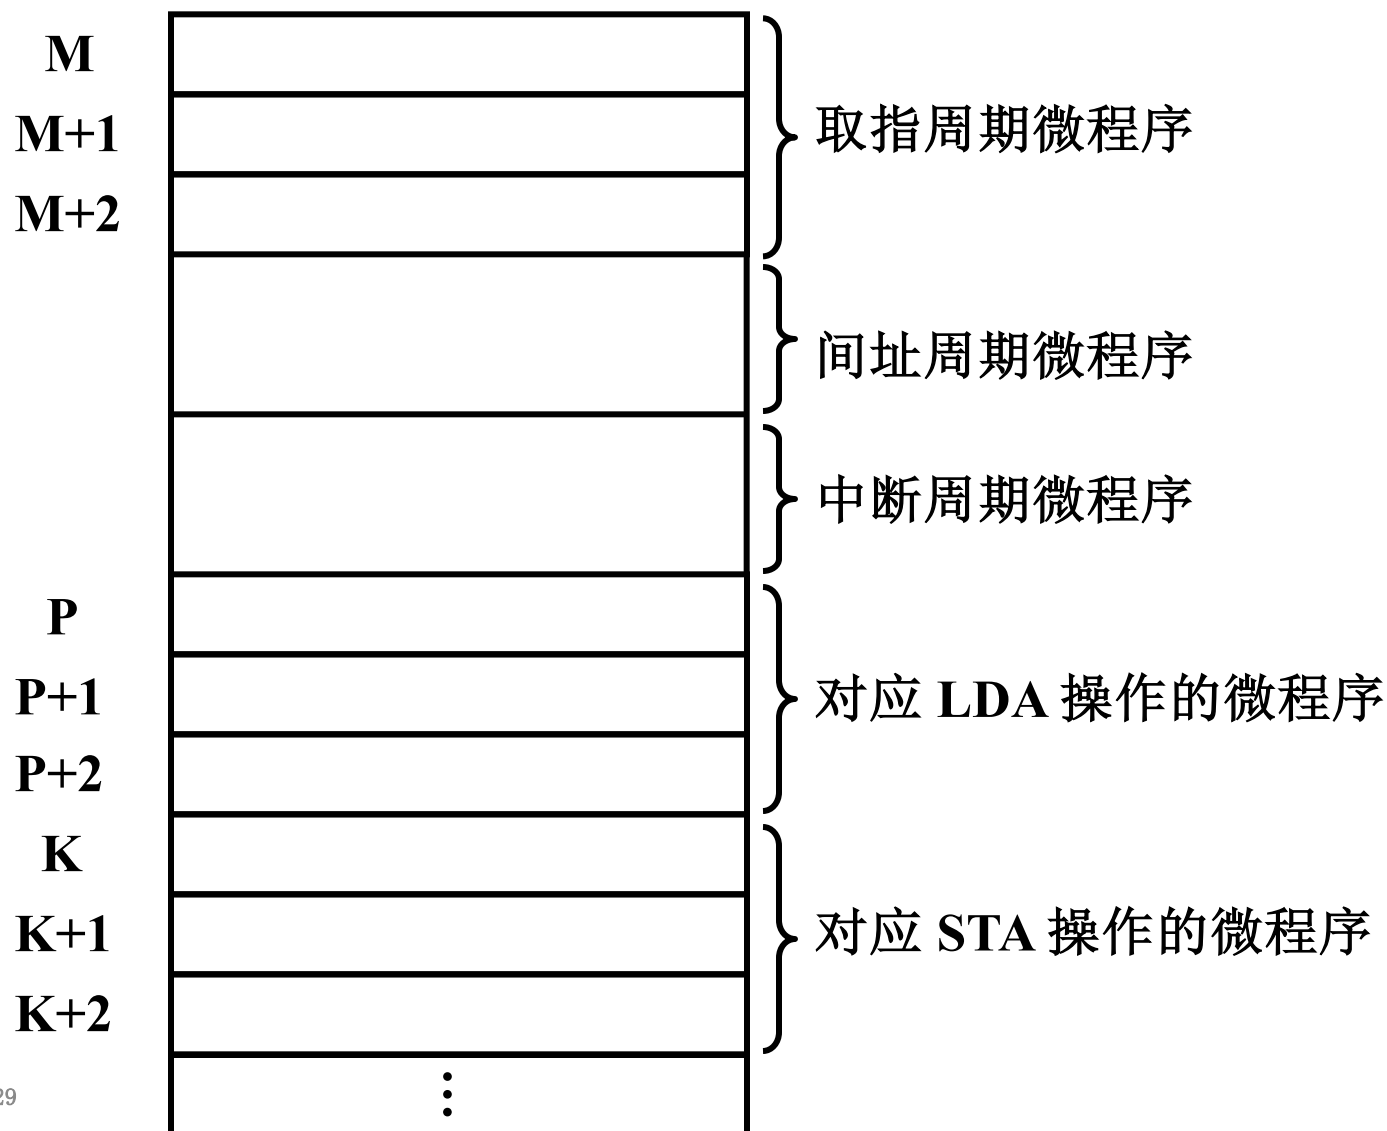 M
M+1
取指周期微程序
M+2
间址周期微程序
中断周期微程序
P
P+1
对应 LDA 操作的微程序
P+2
K
K+1
对应 STA 操作的微程序
K+2
⋮
29